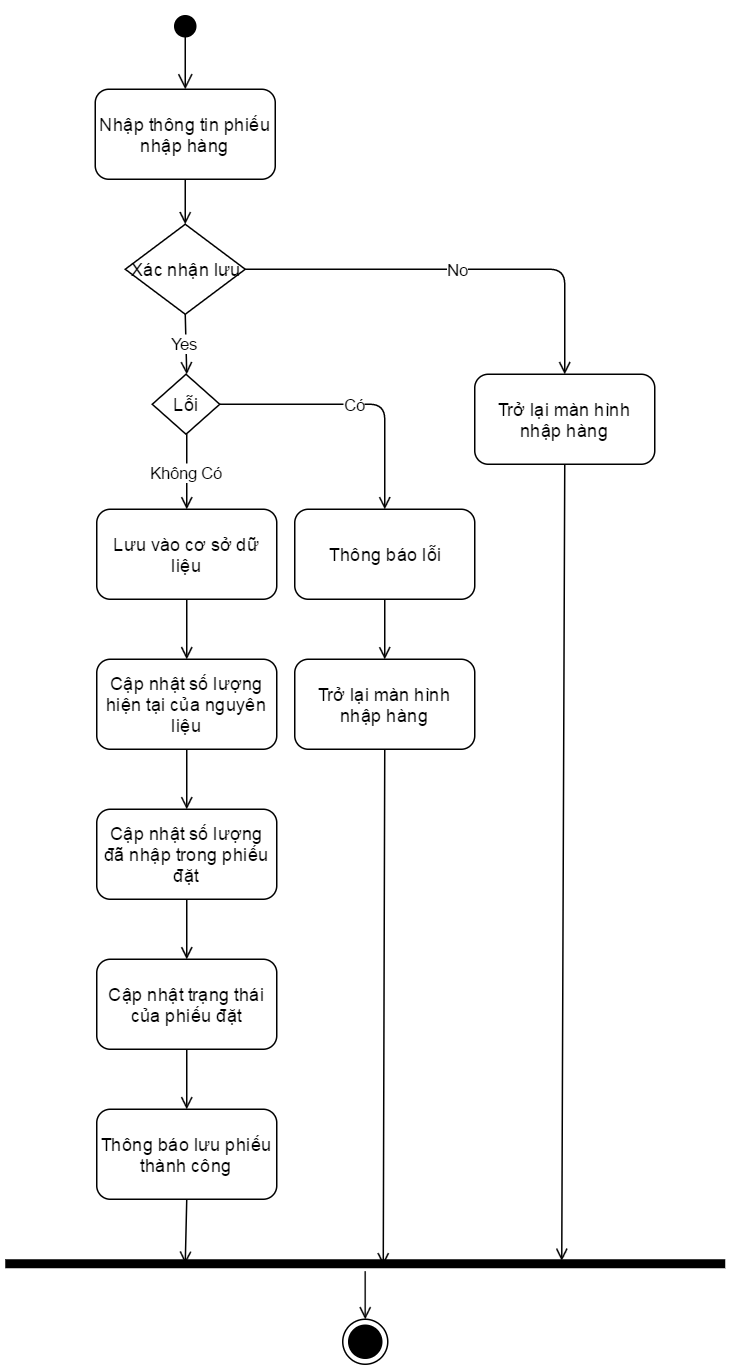 Nhập thông tin phiếu
nhập hàng
Xác nhận lưu
No
Yes
Trở lại màn hình
nhập hàng
Lỗi
Có
Không Có
Lưu vào cơ sở dữ
liệu
Thông báo lỗi
Cập nhật số lượng
hiện tại của nguyên
liệu
Trở lại màn hình
nhập hàng
Cập nhật số lượng
đã nhập trong phiếu
đặt
Cập nhật trạng thái
của phiếu đặt
Thông báo lưu phiếu
thành công